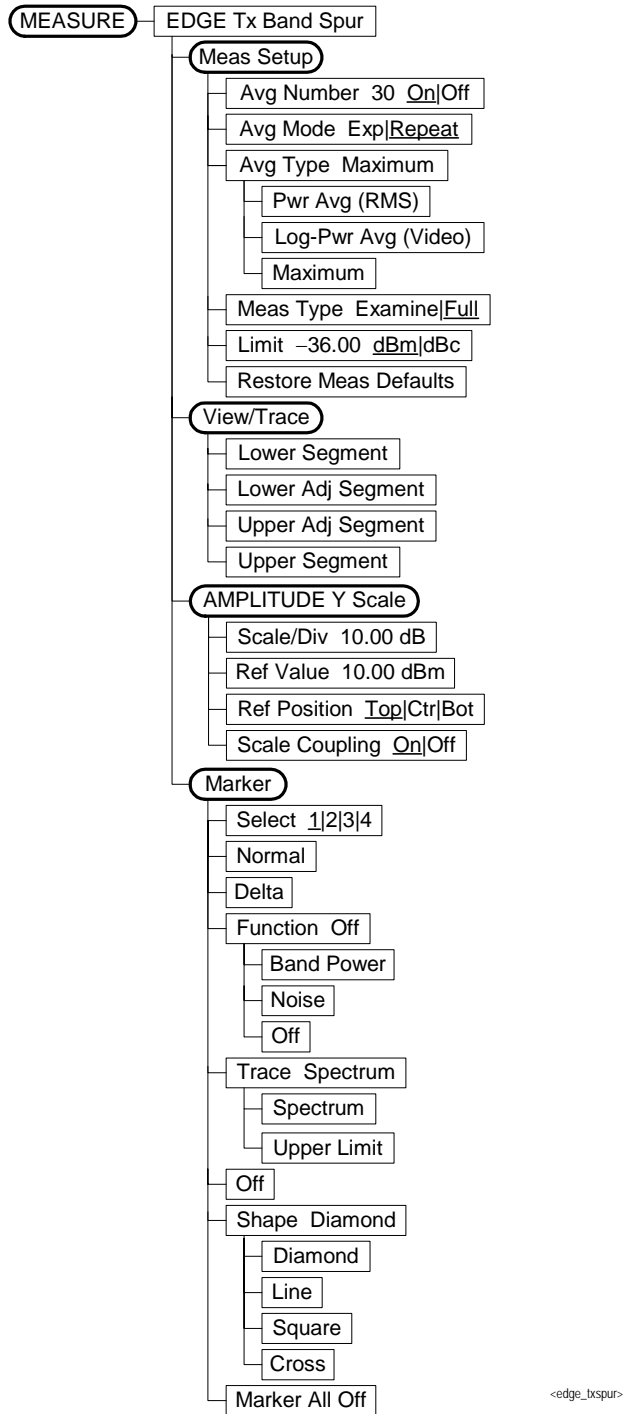 MEASURE EDGE Tx Band Spur
Meas Setup
Avg Number 30 On|Off
Avg Mode Exp|Repeat
Avg Type Maximum
Pwr Avg (RMS)
Log-Pwr Avg (Video)
Maximum
Meas Type Examine|Full
Limit −36.00 dBm|dBc
Restore Meas Defaults
View/Trace
Lower Segment
Lower Adj Segment
Upper Adj Segment
Upper Segment
AMPLITUDE Y Scale
Scale/Div 10.00 dB
Ref Value 10.00 dBm
Ref Position Top|Ctr|Bot
Scale Coupling On|Off
Marker
Select 1|2|3|4
Normal
Delta
Function Off
Band Power
Noise
Off
Trace Spectrum
Spectrum
Upper Limit
Off
Shape Diamond
Diamond
Line
Square
Cross
Marker All Off
<edge_txspur>